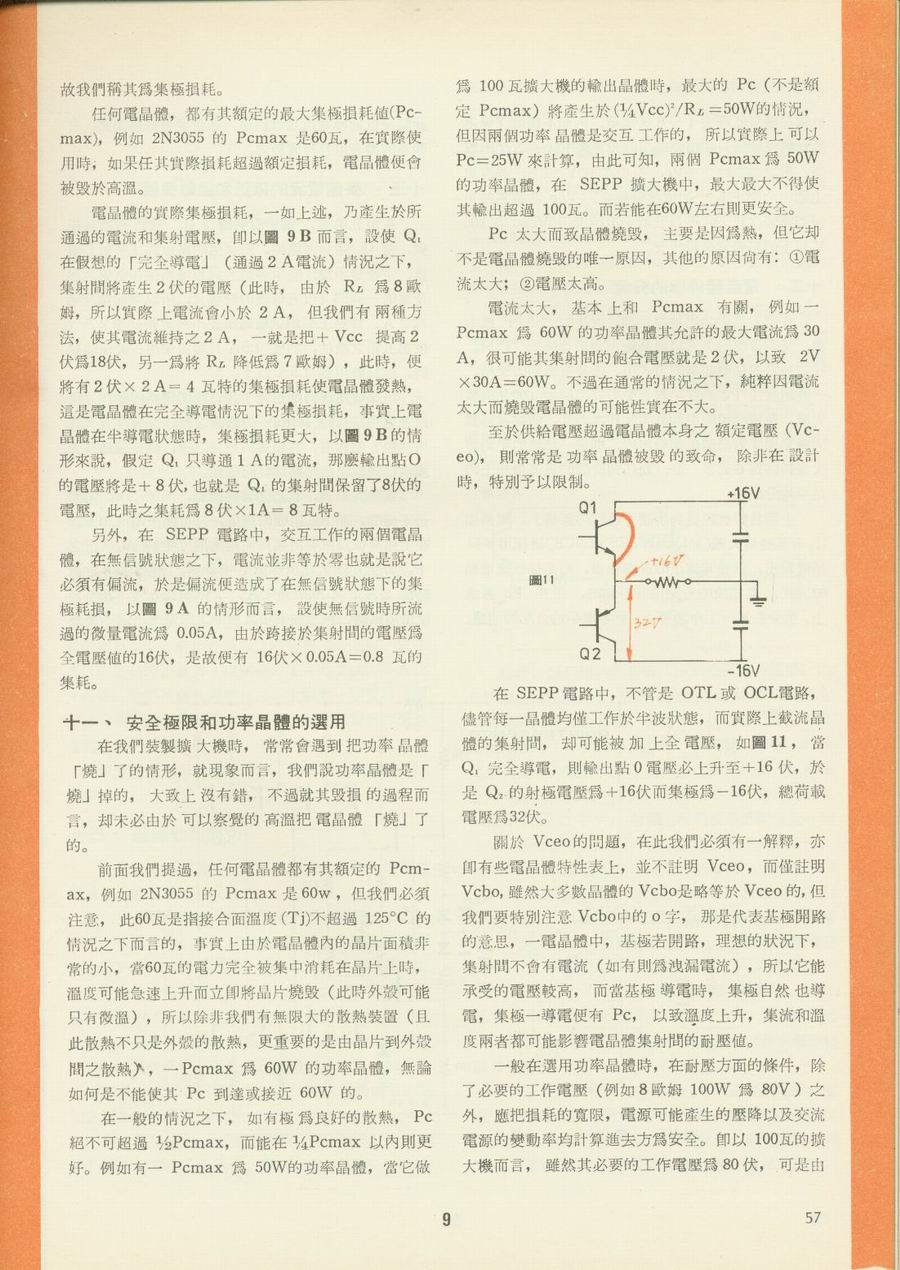 故我們稱其爲集極損耗。
任何電晶體，都有其額定的最大集極損耗値(Pc-
max)，例如 2N3055 的 Pcmax 是60瓦，在實際使
用時，如果任其實際損耗超過額定損耗，電晶體便會
被毀於高溫。
電晶體的實際集極損耗，一如上述，乃產生於所
通過的電流和集射電壓，卽以圖 9 B 而言，設使 Q₁
在假想的「完全導電」（通過 2 A電流）情況之下，
集射間將產生 2 伏的電壓（此時， 由於 RL 爲 8 歐
姆，所以實際 上電流會小於 2 A， 但我們有 兩種方
法，使其電流維持之 2 A， 一就是把＋ Vcc 提高 2
伏爲18伏，另一爲將 RL 降低爲 7 歐姆），此時，便
將有 2 伏× 2 A＝ 4 瓦特的集極損耗使電晶體發熱，
這是電晶體在完全導電情況下的集極損耗，事實上電
晶體在半導電狀態時，集極損耗更大，以圖 9 B 的情
形來說，假定 Q₁ 只導通 1 A的電流，那麼輸出點O
的電壓將是＋ 8 伏，也就是 Q₁ 的集射間保留了8伏的
電壓，此時之集耗爲 8 伏×1A＝ 8 瓦特。
另外，在 SEPP 電路中，交互工作的兩個電晶
體，在無信號狀態之下，電流並非等於零也就是說它
必須有偏流，於是偏流便造成了在無信號狀態下的集
極耗損， 以圖 9 A 的情形而言， 設使無信號時所流
過的微量電流爲 0.05A，由於跨接於集射間的電壓爲
全電壓値的16伏，是故便有 16伏×0.05A＝0.8 瓦的
集耗。
十一、 安全極限和功率晶體的選用
在我們裝製擴 大機時， 常常會遇到 把功率 晶體
「燒」了的情形，就現象而言，我們說功率晶體是「
燒」掉的， 大致上 沒有錯， 不過就其毀損 的過程而
言，却未必由於 可以察覺的 高溫把 電晶體 「燒」了
的。
前面我們提過，任何電晶體都有其額定的 Pcm-
ax，例如 2N3055 的 Pcmax 是 60w，但我們必須
注意， 此60瓦是指接合面溫度 (Tj)不超過 125°C 的
情況之下而言的，事實上由於電晶體內的晶片面積非
常的小，當60瓦的電力完全被集中消耗在晶片上時，
溫度可能急速上升而立卽將晶片燒毀（此時外殼可能
只有微溫），所以除非我們有無限大的散熱裝置（且
此散熱不只是外殼的散熱，更重要的是由晶片到外殼
間之散熱），一 Pcmax 爲 60W 的功率晶體，無論
如何是不能使其 Pc 到達或接近 60W 的。
在一般的情況之下， 如有極 爲良好的散熱， Pc
絕不可超過 ½Pcmax，而能在 ¼Pcmax 以內則更
好。例如有一 Pcmax 爲 50W的功率晶體，當它做
爲 100 瓦擴大機的輸出晶體時，最大的 Pc（不是額
定 Pcmax）將產生於(¼Vcc)²/RL＝50W的情況，
但因兩個功率 晶體是交互 工作的， 所以實際上 可以
Pc＝25W 來計算，由此可知，兩個 Pcmax 爲 50W
的功率晶體，在 SEPP 擴大機中，最大最大不得使
其輸出超過 100瓦。而若能在60W左右則更安全。
Pc 太大而致晶體燒毀， 主要是因爲熱，但它却
不是電晶體燒毀的唯一原因，其他的原因尙有：①電
流太大；②電壓太高。
電流太大， 基本 上和 Pcmax 有關， 例如 一
Pcmax 爲 60W 的功率晶體其允許的最大電流爲 30
A，很可能其集射間的飽合電壓就是 2 伏，以致 2V
×30A＝60W。不過在通常的情況之下，純粹因電流
太大而燒毀電晶體的可能性實在不大。
至於供給電壓超過電晶體本身之 額定電壓（Vc-
eo)， 則常常是 功率 晶體被毀 的致命， 除非在 設計
時，特別予以限制。
+16V
Q1
+16V
圖11
32V
Q2
-16V
在 SEPP 電路中，不管是 OTL 或 OCL電路，
儘管每一晶體均僅工作於半波狀態，而實際上截流晶
體的集射間， 却可能被 加 上全 電壓， 如圖 11， 當
Q₁ 完全導電，則輸出點 0 電壓必上升至＋16 伏，於
是 Q₂ 的射極電壓爲＋16伏而集極爲－16伏，總荷載
電壓爲32伏。
關於 Vceo 的問題，在此我們必須有一解釋，亦
卽有些電晶體特性表上，並不註明 Vceo，而僅註明
Vcbo，雖然大多數晶體的 Vcbo是略等於 Vceo 的，但
我們要特別注意 Vcbo中的 o 字， 那是代表基極開路
的意思，一電晶體中，基極若開路，理想的狀況下，
集射間不會有電流（如有則爲洩漏電流），所以它能
承受的電壓較高， 而當基極 導電時， 集極自然 也導
電，集極一導電便有 Pc， 以致溫度上升，集流和溫
度兩者都可能影響電晶體集射間的耐壓値。
一般在選用功率晶體時，在耐壓方面的條件，除
了必要的工作電壓（例如 8 歐姆 100W 爲 80V ）之
外，應把損耗的寬限，電源可能產生的壓降以及交流
電源的變動率均計算進去方爲安全。卽以 100瓦的擴
大機而言， 雖然其必要的工作電壓爲 80 伏， 可是由
9
57